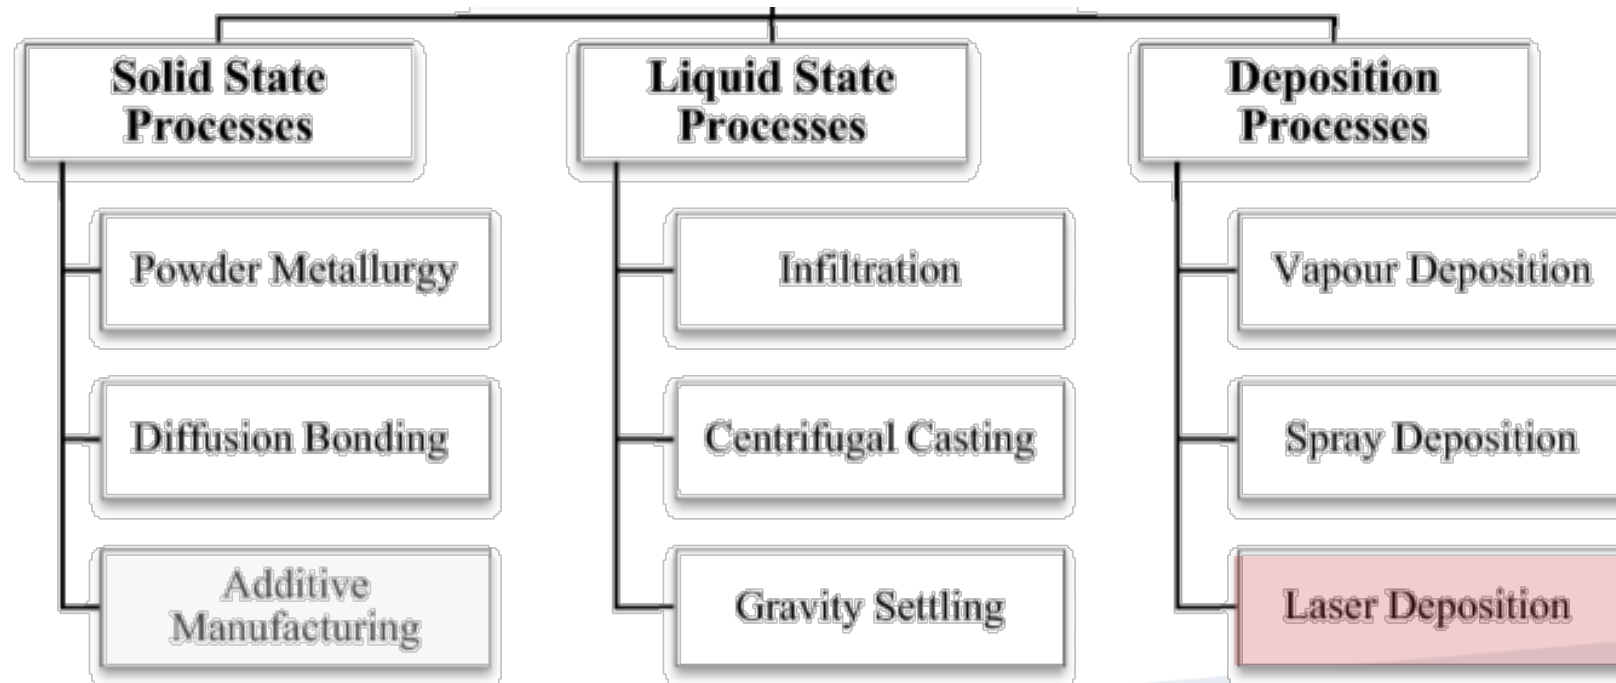 Solid State
Processes
Liquid State
Processes
Deposition
Processes
Powder Metallurgy
Infiltration
Vapour Deposition
Diffusion Bonding
Centrifugal Casting
Spray Deposition
Additive
Manufacturing
Gravity Settling
Laser Deposition